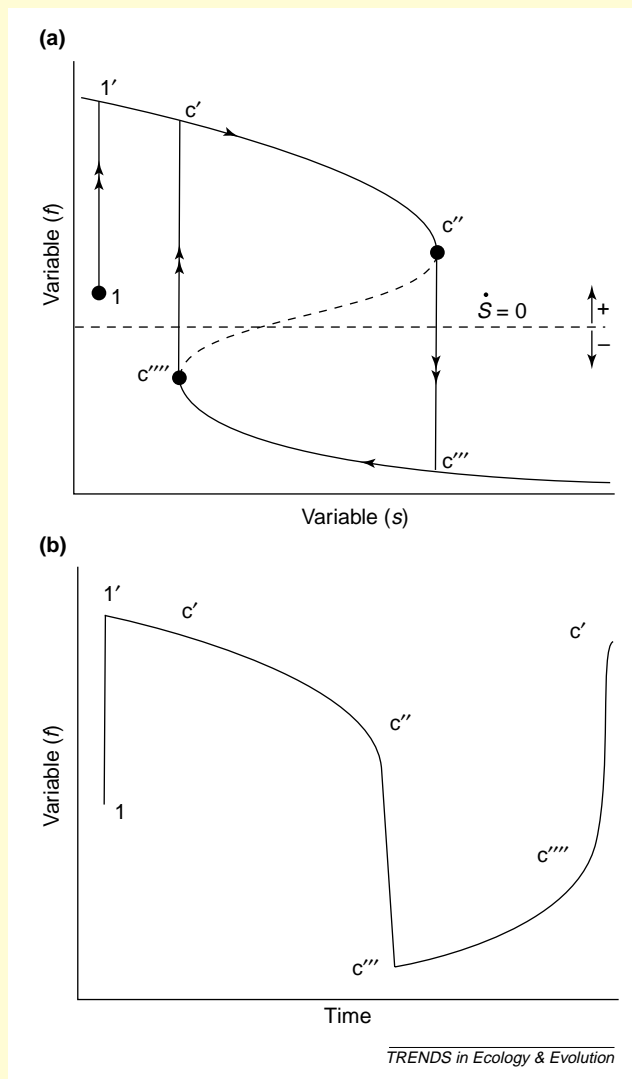 (a)
1′
c′
c″
Variable (f)
1
Ṡ = 0
+
–
c″″
c‴
Variable (s)
(b)
1′
c′
c′
c″
Variable (f)
1
c″″
c‴
Time
TRENDS in Ecology & Evolution